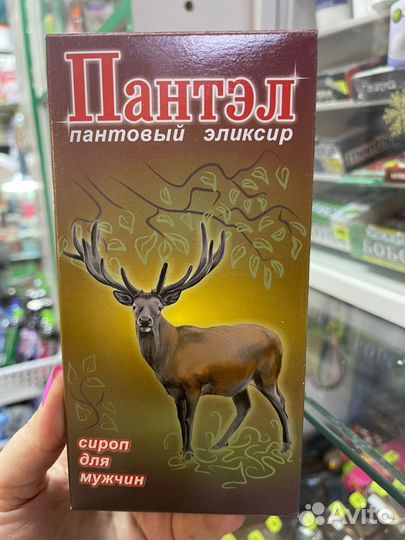 Пантэл
пантовый эликсир
сироп
для
мужчин
Avito